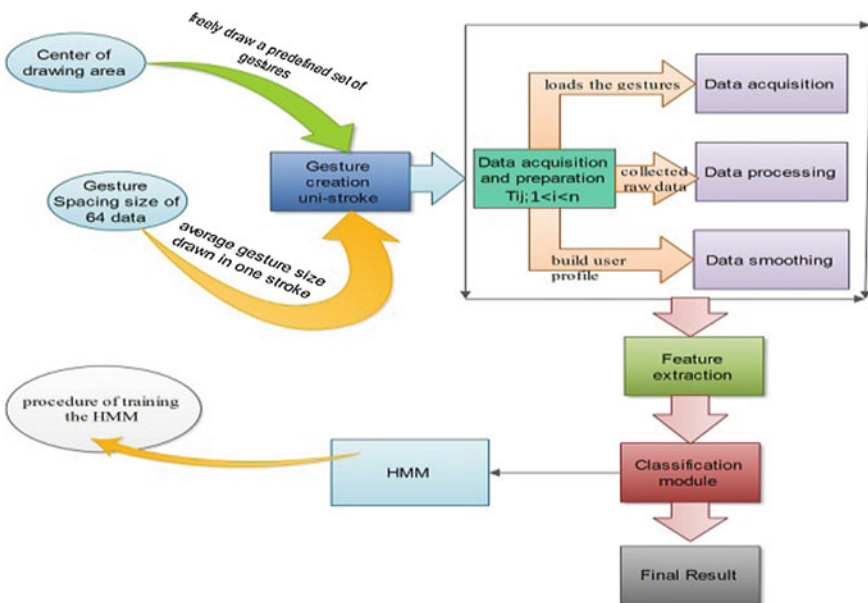 Center of
drawing area
freely draw a predefined set of
gestures
Gesture
Spacing size of
64 data
average gesture size
drawn in one stroke
Gesture
creation
uni-stroke
Data acquisition
and preparation
Tij;1<i<n
loads the gestures
collected
raw data
build user
profile
Data acquisition
Data processing
Data smoothing
Feature
extraction
Classification
module
HMM
procedure of training
the HMM
Final Result